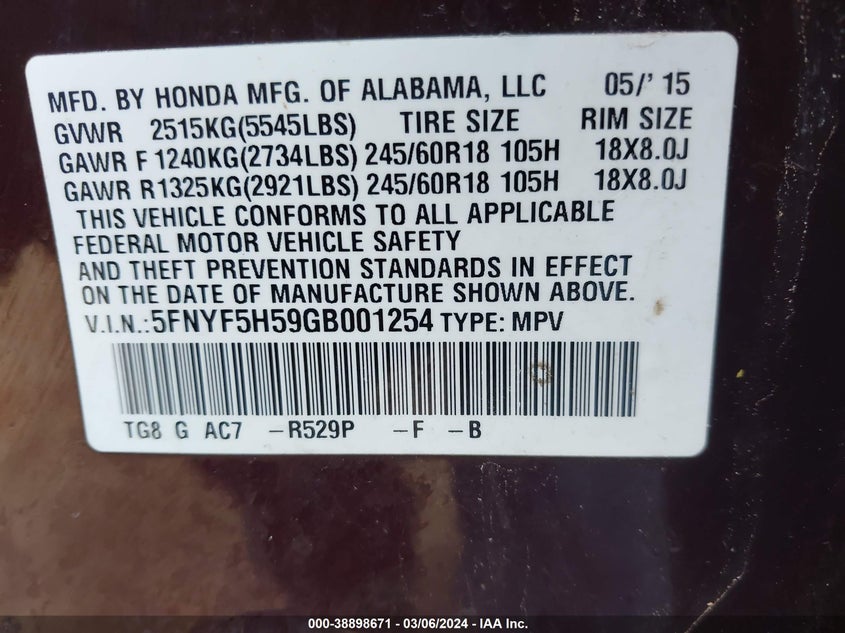 MFD. BY HONDA MFG. OF ALABAMA, LLC 05/' 15
GVWR 2515KG(5545LBS) TIRE SIZE RIM SIZE
GAWR F 1240KG(2734LBS) 245/60R18 105H 18X8.0J
GAWR R1325KG(2921LBS) 245/60R18 105H 18X8.0J
THIS VEHICLE CONFORMS TO ALL APPLICABLE
FEDERAL MOTOR VEHICLE SAFETY
AND THEFT PREVENTION STANDARDS IN EFFECT
ON THE DATE OF MANUFACTURE SHOWN ABOVE.
V.I.N.:5FNYF5H59GB001254 TYPE: MPV
TG8 G AC7 –R529P –F –B
000-38898671 - 03/06/2024 - IAA Inc.